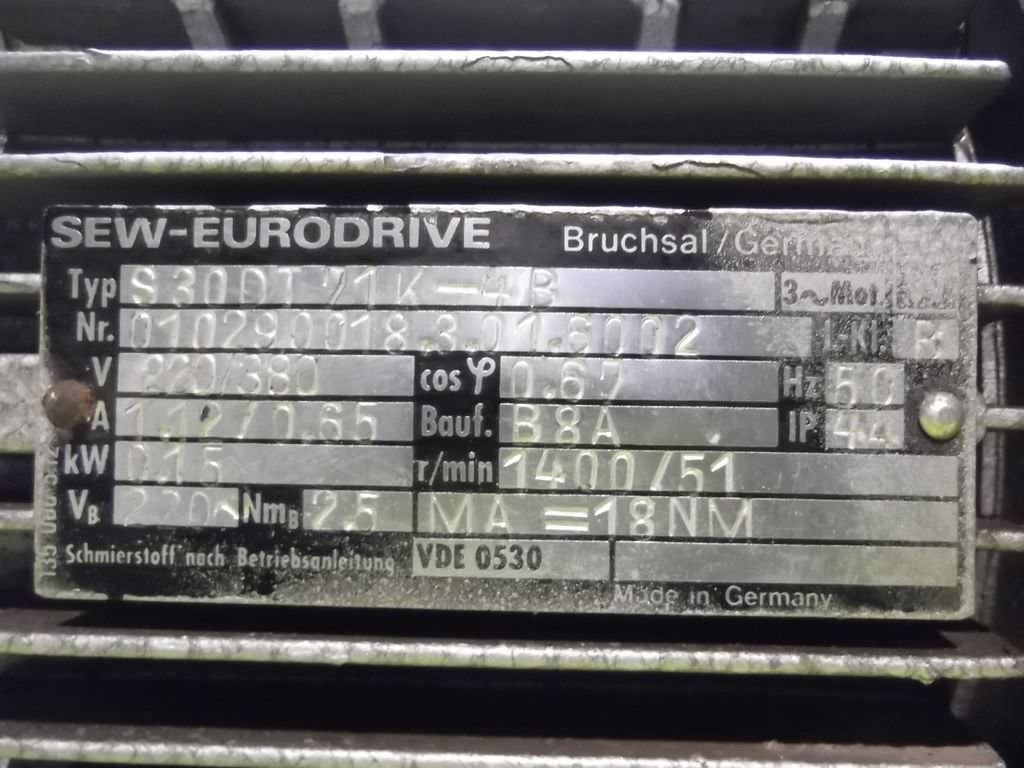 SEW-EURODRIVE Bruchsal/Germany
Typ S30DT71K-4B 3~Mot.
Nr. 010290018.3.01.6002 I.-Kl. B
V 220/380 cos φ 0.67 Hz 50
A 1.12/0.65 Bauf. B8A IP 44
kW 0.15 r/min 1400/51
VB 220~ NmB 2.5 MA =18NM
Schmierstoff nach Betriebsanleitung VDE 0530
Made in Germany